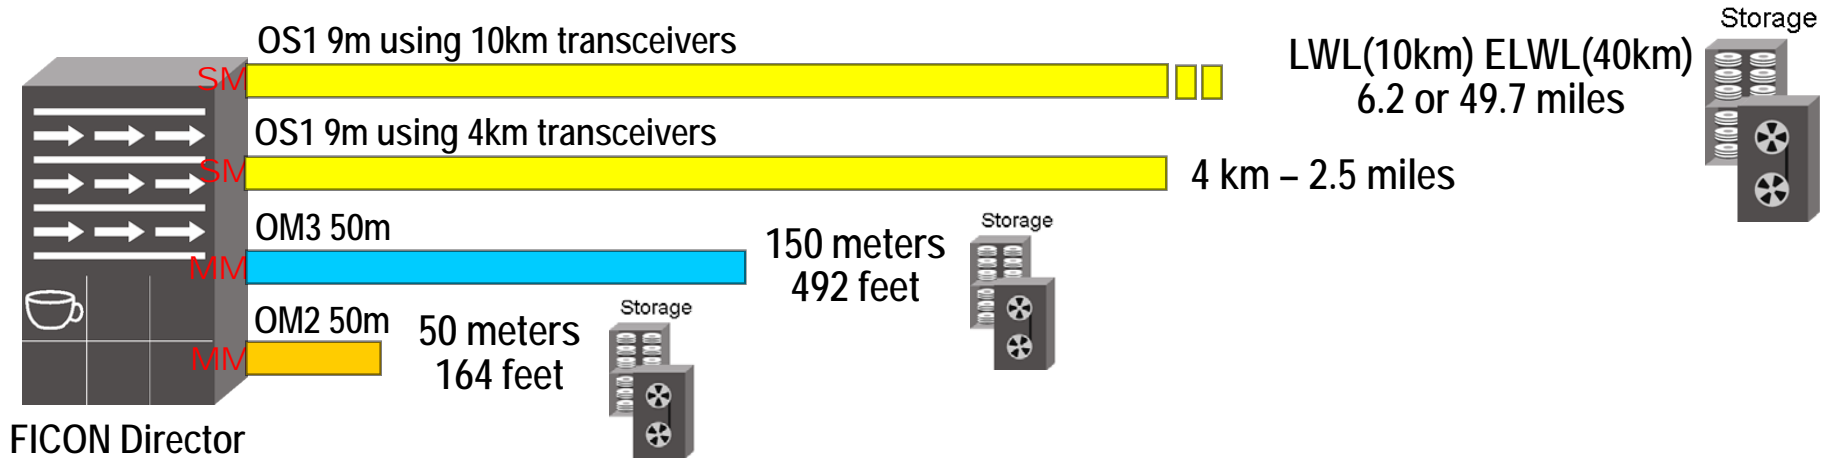 Storage
OS1 9m using 10km transceivers
LWL(10km) ELWL(40km)
6.2 or 49.7 miles
SM
OS1 9m using 4km transceivers
SM
4 km – 2.5 miles
OM3 50m
MM
150 meters
492 feet
Storage
OM2 50m
MM
50 meters
164 feet
Storage
FICON Director